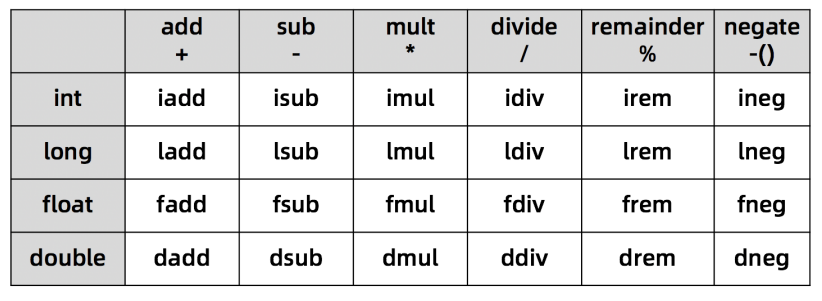 add sub mult divide remainder negate
+ - * / % -()
int iadd isub imul idiv irem ineg
long ladd lsub lmul ldiv lrem lneg
float fadd fsub fmul fdiv frem fneg
double dadd dsub dmul ddiv drem dneg